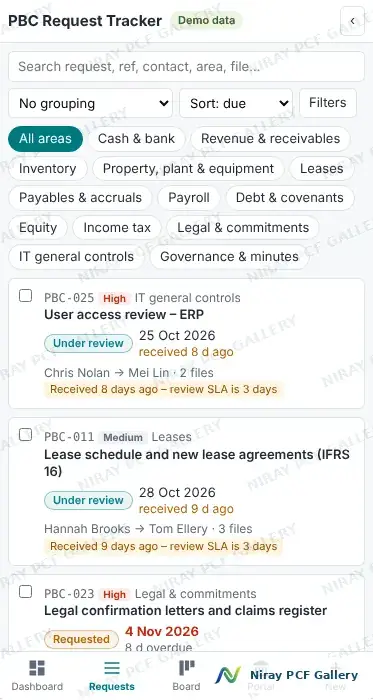 PBC Request Tracker Demo data ‹
Search request, ref, contact, area, file...
No grouping Sort: due Filters
All areas Cash & bank Revenue & receivables
Inventory Property, plant & equipment Leases
Payables & accruals Payroll Debt & covenants
Equity Income tax Legal & commitments
IT general controls Governance & minutes
PBC-025 High IT general controls
User access review – ERP
Under review 25 Oct 2026
received 8 d ago
Chris Nolan → Mei Lin · 2 files
Received 8 days ago – review SLA is 3 days
PBC-011 Medium Leases
Lease schedule and new lease agreements (IFRS
16)
Under review 28 Oct 2026
received 9 d ago
Hannah Brooks → Tom Ellery · 3 files
Received 9 days ago – review SLA is 3 days
PBC-023 High Legal & commitments
Legal confirmation letters and claims register
Requested 4 Nov 2026
8 d overdue
Dashboard Requests Board Portal New
Niray PCF Gallery
NIRAY PCF GALLERY